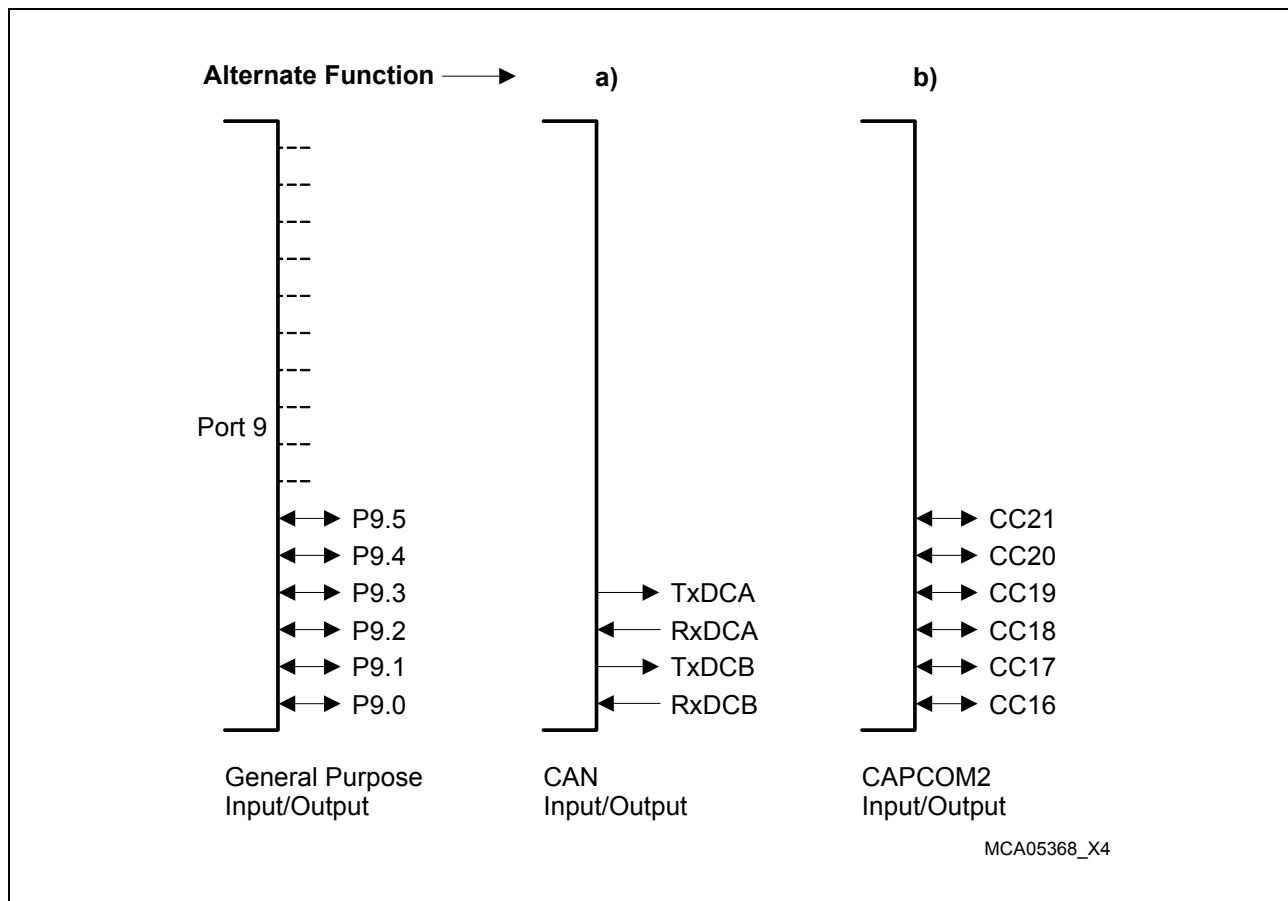 Alternate Function a) b)
Port 9
P9.5 CC21
P9.4 CC20
P9.3 TxDCA CC19
P9.2 RxDCA CC18
P9.1 TxDCB CC17
P9.0 RxDCB CC16
General Purpose CAN CAPCOM2
Input/Output Input/Output Input/Output
MCA05368_X4